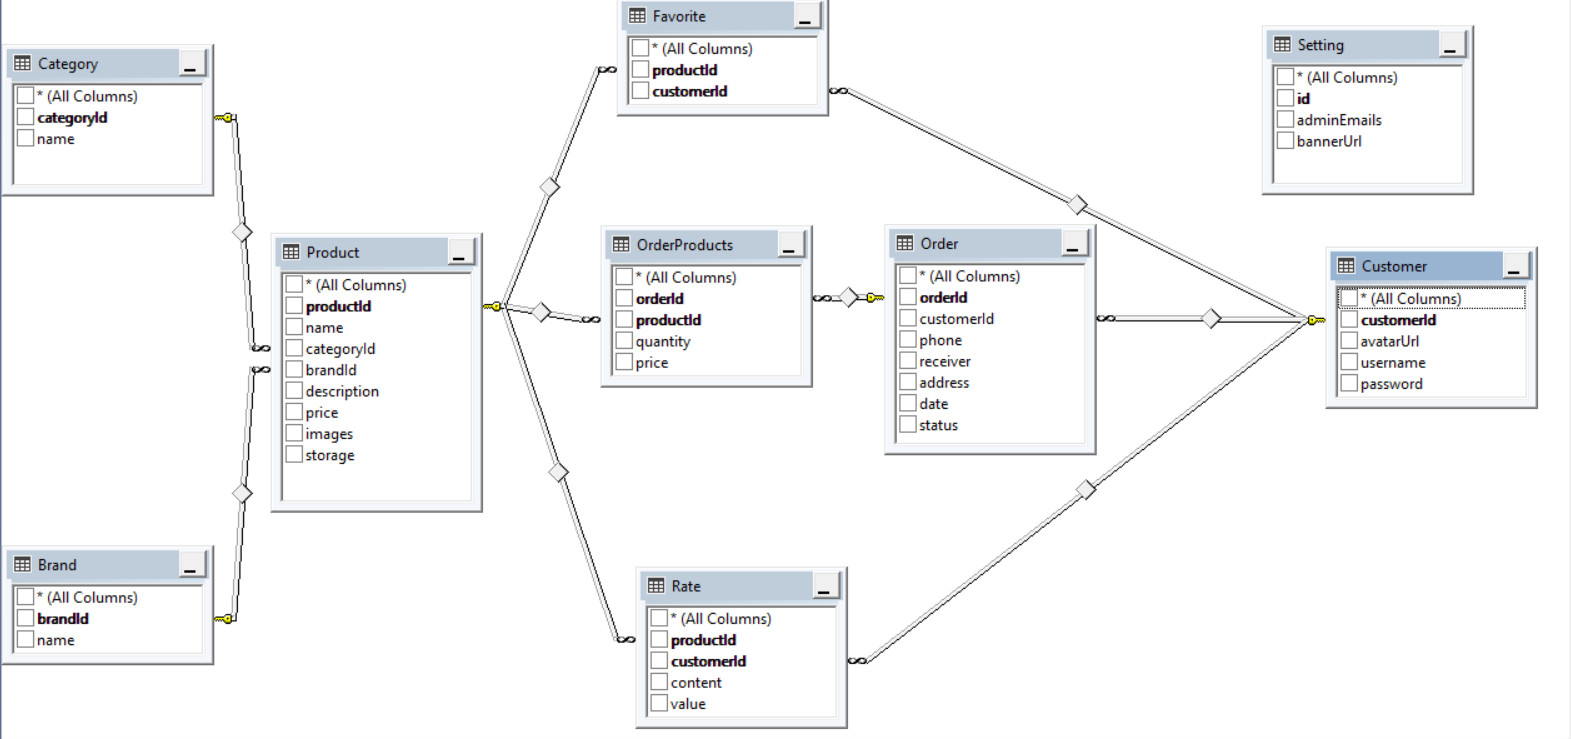 Category
* (All Columns)
categoryId
name
Brand
* (All Columns)
brandId
name
Product
* (All Columns)
productId
name
categoryId
brandId
description
price
images
storage
Favorite
* (All Columns)
productId
customerId
OrderProducts
* (All Columns)
orderId
productId
quantity
price
Rate
* (All Columns)
productId
customerId
content
value
Order
* (All Columns)
orderId
customerId
phone
receiver
address
date
status
Setting
* (All Columns)
id
adminEmails
bannerUrl
Customer
* (All Columns)
customerId
avatarUrl
username
password